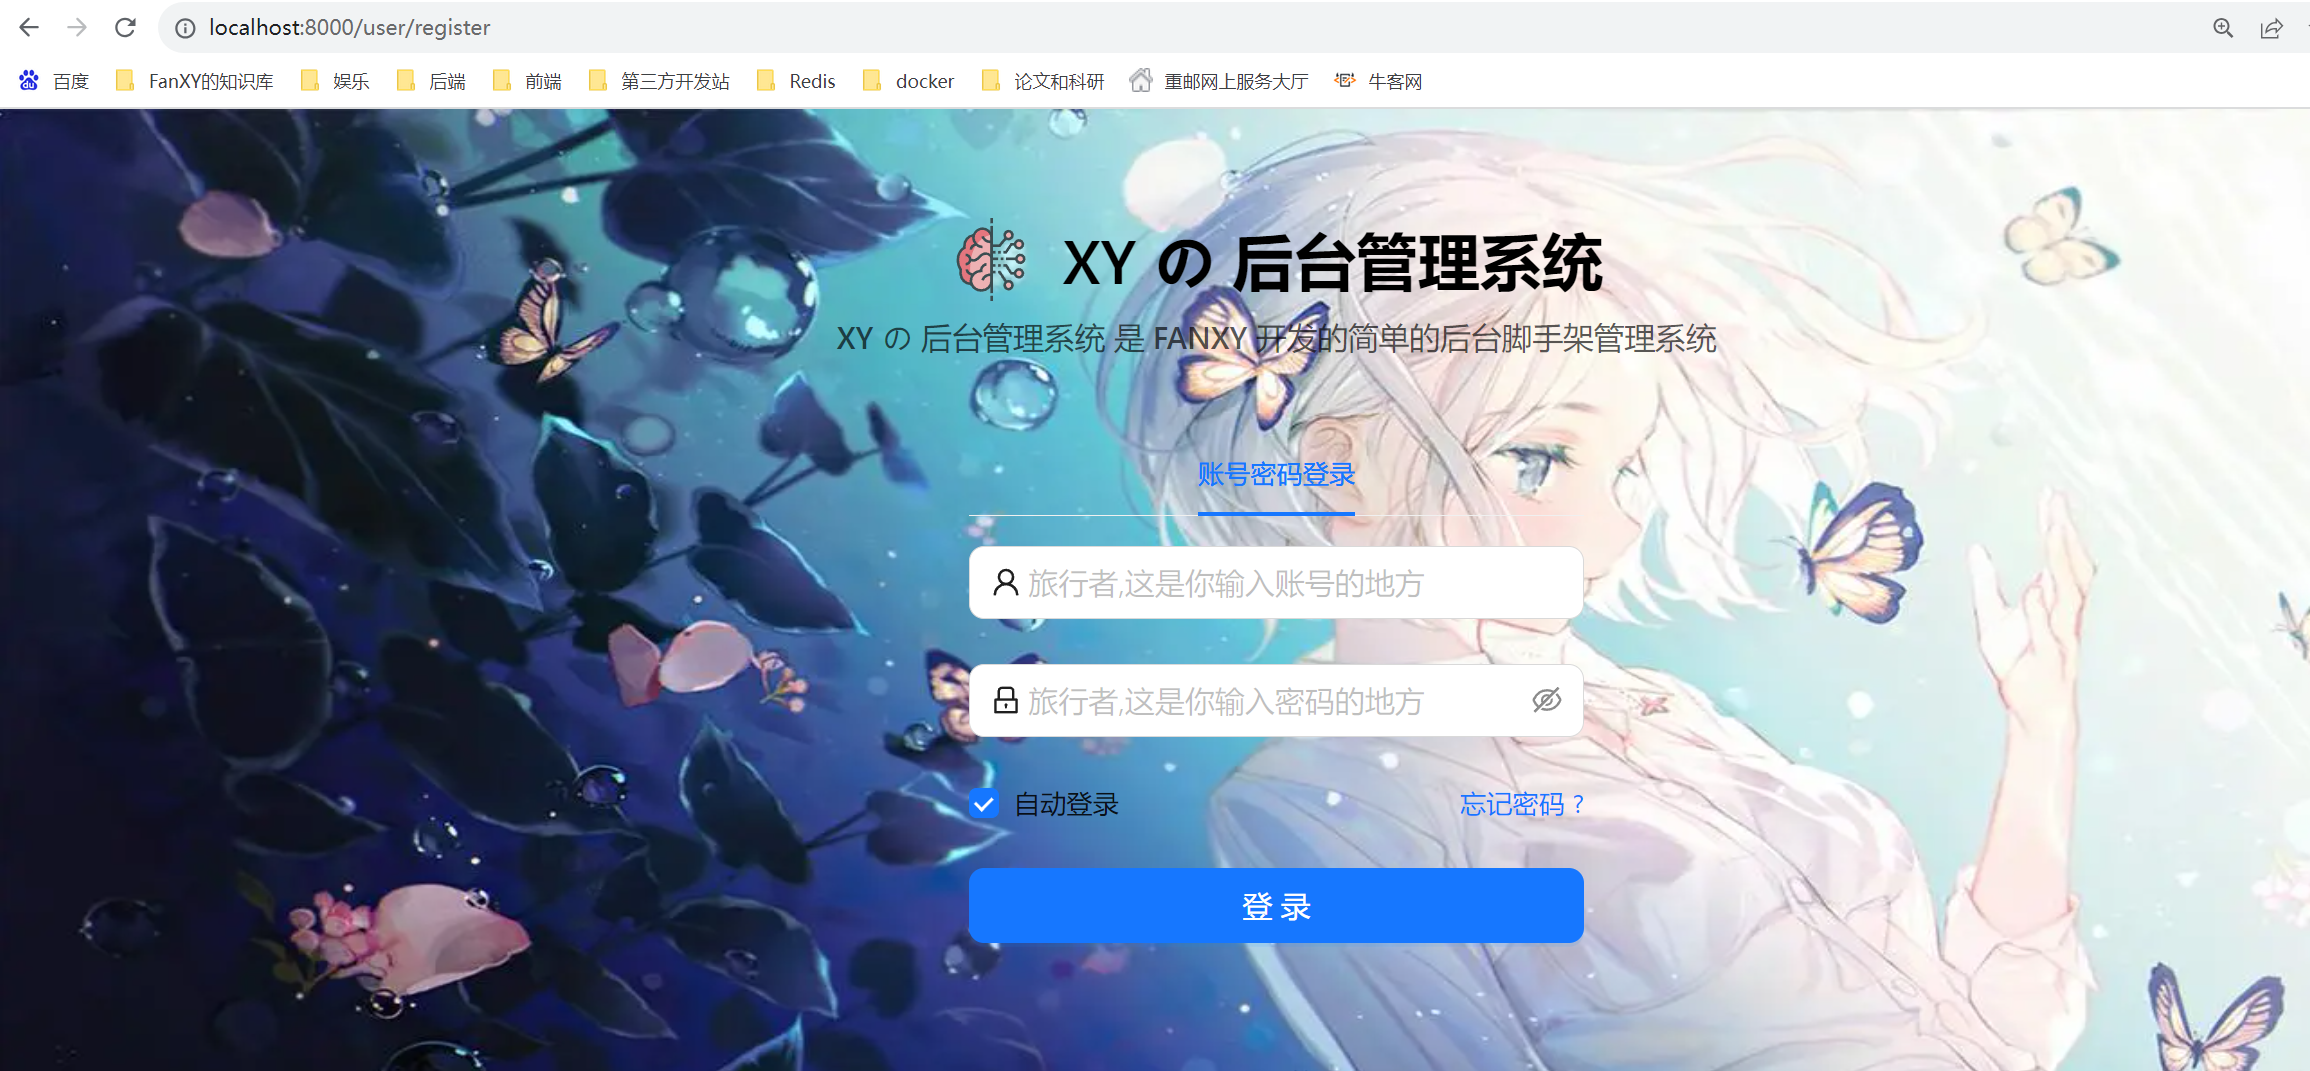 localhost:8000/user/register
百度 FanXY的知识库 娱乐 后端 前端 第三方开发站 Redis docker 论文和科研 重邮网上服务大厅 牛客网
XY の 后台管理系统
XY の 后台管理系统 是 FANXY 开发的简单的后台脚手架管理系统
账号密码登录
旅行者,这是你输入账号的地方
旅行者,这是你输入密码的地方
自动登录 忘记密码 ?
登 录